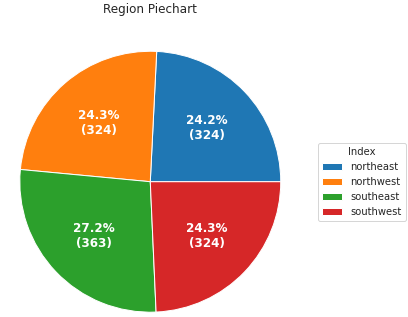 Region Piechart
24.3%
(324)
24.2%
(324)
27.2%
(363)
24.3%
(324)
Index
northeast
northwest
southeast
southwest